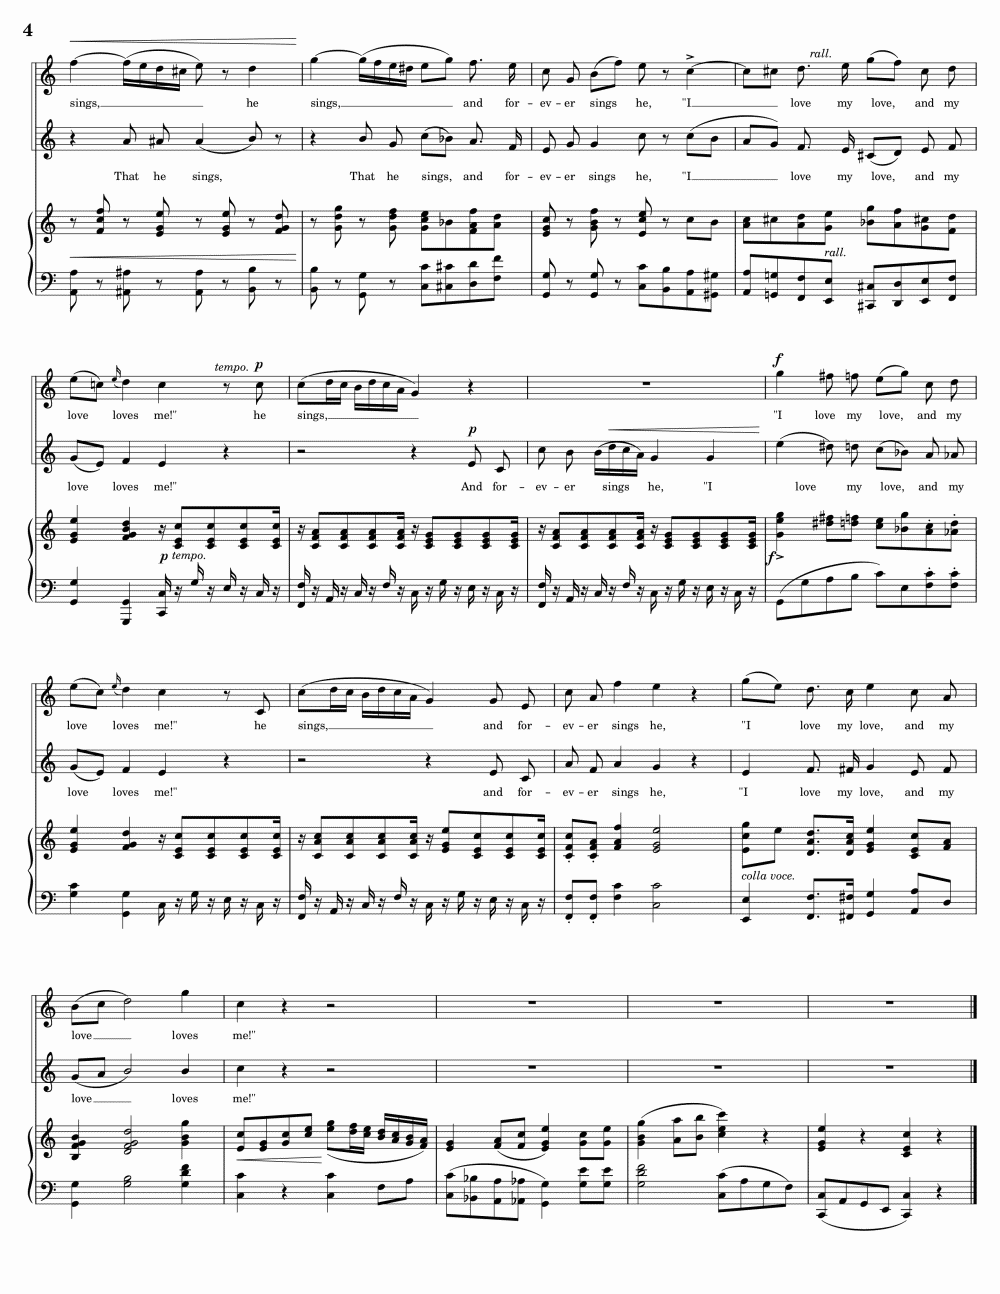 4
rall.
sings, he sings, and for - ev - er sings he, "I love my love, and my
That he sings, That he sings, and for - ev - er sings he, "I love my love, and my
rall.
tempo. p f
love loves me!" he sings, "I love my love, and my
p
love loves me!" And for - ev - er sings he, "I love my love, and my
p tempo. f
love loves me!" he sings, and for - ev - er sings he, "I love my love, and my
love loves me!" and for - ev - er sings he, "I love my love, and my
colla voce.
love loves me!"
love loves me!"